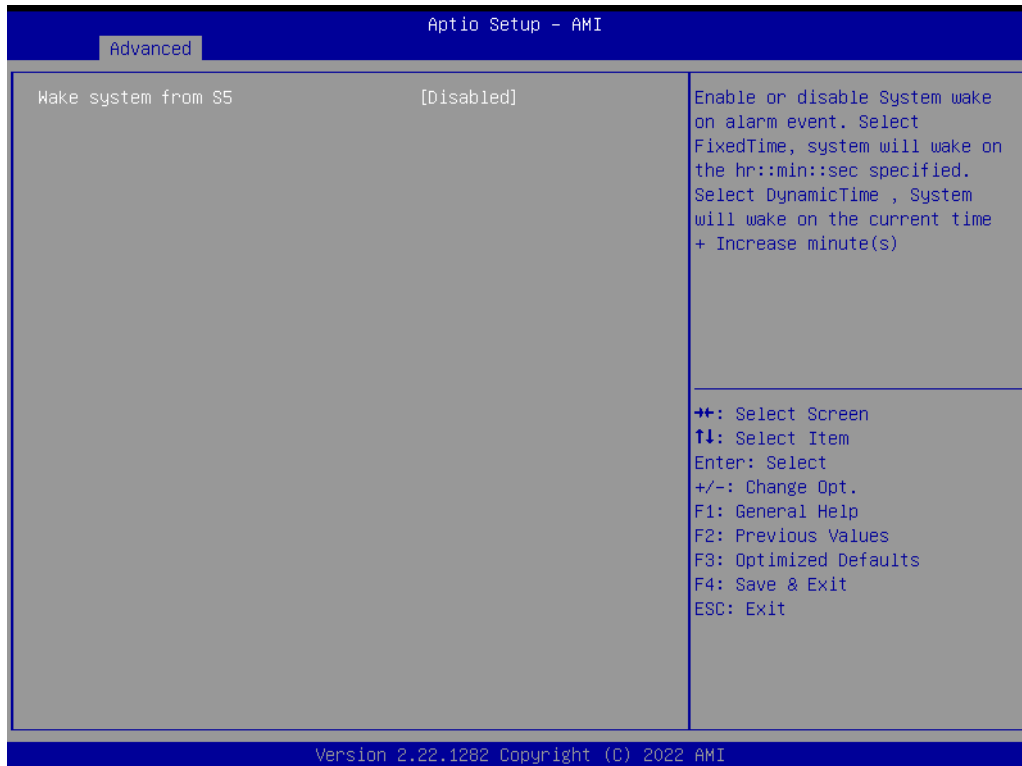 Aptio Setup – AMI
Advanced
Wake system from S5 [Disabled]
Enable or disable System wake
on alarm event. Select
FixedTime, system will wake on
the hr::min::sec specified.
Select DynamicTime , System
will wake on the current time
+ Increase minute(s)
→←: Select Screen
↑↓: Select Item
Enter: Select
+/-: Change Opt.
F1: General Help
F2: Previous Values
F3: Optimized Defaults
F4: Save & Exit
ESC: Exit
Version 2.22.1282 Copyright (C) 2022 AMI